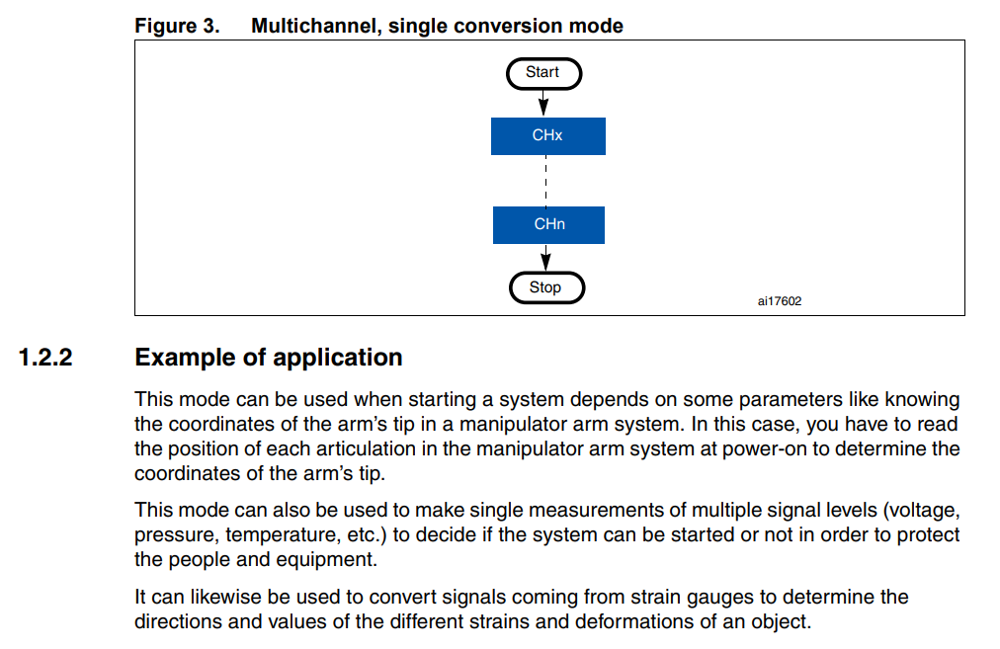 Figure 3. Multichannel, single conversion mode
Start
CHx
CHn
Stop
ai17602
1.2.2 Example of application
This mode can be used when starting a system depends on some parameters like knowing
the coordinates of the arm's tip in a manipulator arm system. In this case, you have to read
the position of each articulation in the manipulator arm system at power-on to determine the
coordinates of the arm's tip.
This mode can also be used to make single measurements of multiple signal levels (voltage,
pressure, temperature, etc.) to decide if the system can be started or not in order to protect
the people and equipment.
It can likewise be used to convert signals coming from strain gauges to determine the
directions and values of the different strains and deformations of an object.